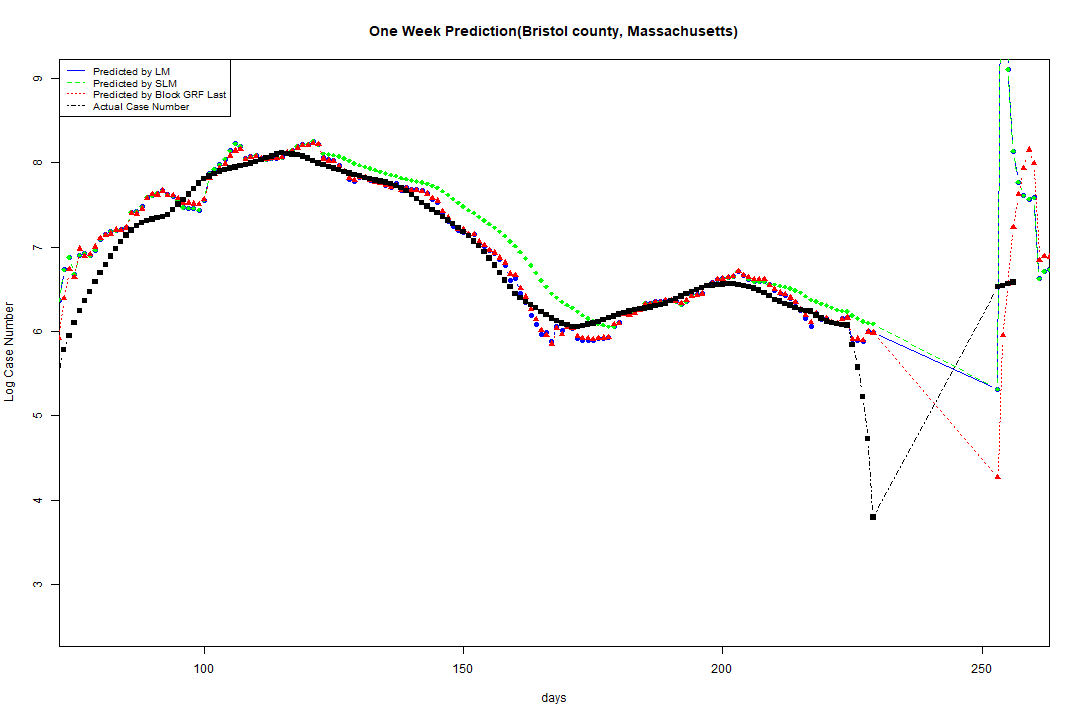 One Week Prediction(Bristol county, Massachusetts)
Predicted by LM
Predicted by SLM
Predicted by Block GRF Last
Actual Case Number
9
8
7
6
5
4
3
Log Case Number
100
150
200
250
days